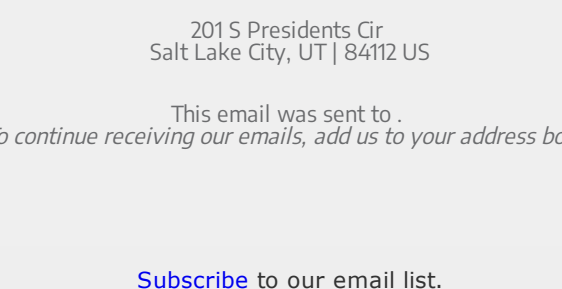 201 S Presidents Cir
Salt Lake City, UT | 84112 US
This email was sent to .
continue receiving our emails, add us to your address
Subscribe to our email list.